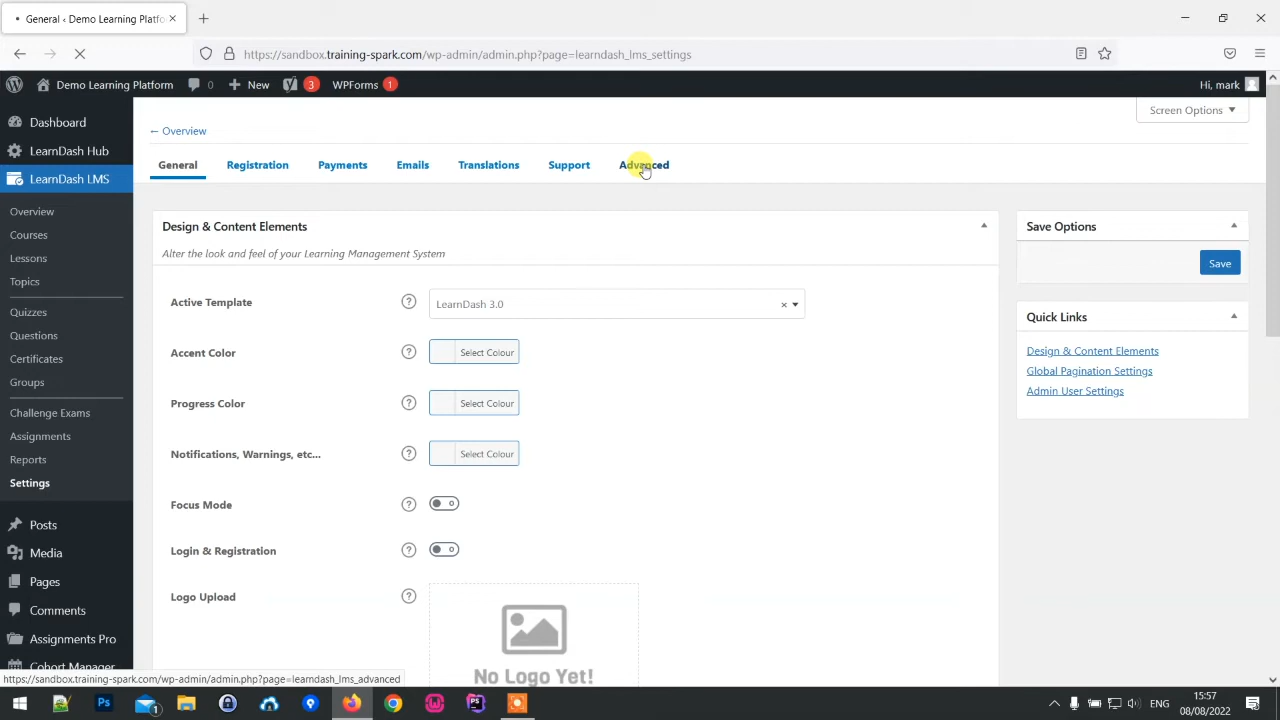 General ‹ Demo Learning Platfo
https://sandbox.training-spark.com/wp-admin/admin.php?page=learndash_lms_settings
Demo Learning Platform
0
New
3
WPForms
1
Hi, mark
Dashboard
LearnDash Hub
LearnDash LMS
Overview
Courses
Lessons
Topics
Quizzes
Questions
Certificates
Groups
Challenge Exams
Assignments
Reports
Settings
Posts
Media
Pages
Comments
Assignments Pro
Cohort Manager
Screen Options
← Overview
General
Registration
Payments
Emails
Translations
Support
Advanced
Design & Content Elements
Alter the look and feel of your Learning Management System
Active Template
LearnDash 3.0
Accent Color
Select Colour
Progress Color
Select Colour
Notifications, Warnings, etc...
Select Colour
Focus Mode
Login & Registration
Logo Upload
No Logo Yet!
Save Options
Save
Quick Links
Design & Content Elements
Global Pagination Settings
Admin User Settings
https://sandbox.training-spark.com/wp-admin/admin.php?page=learndash_lms_advanced
ENG
15:57
08/08/2022